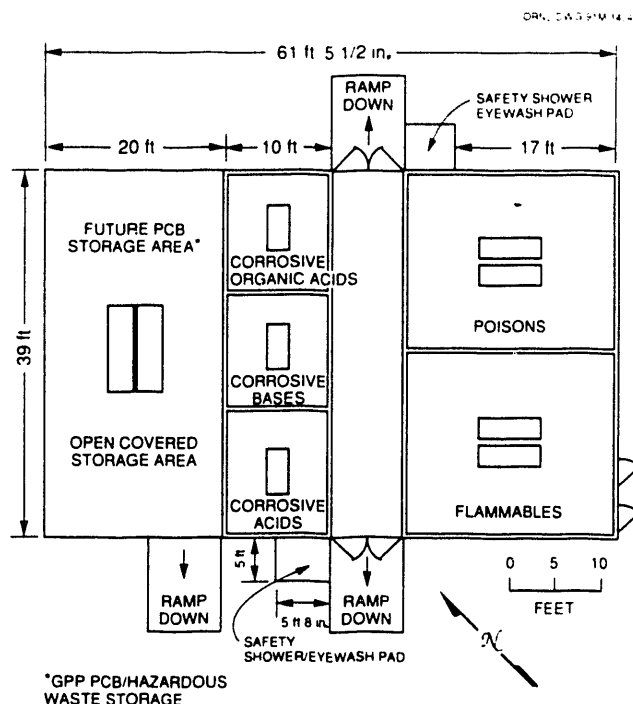 61 ft 5 1/2 in.
RAMP
DOWN
SAFETY SHOWER
EYEWASH PAD
20 ft
10 ft
17 ft
39 ft
FUTURE PCB
STORAGE AREA*
CORROSIVE
ORGANIC ACIDS
POISONS
CORROSIVE
BASES
OPEN COVERED
STORAGE AREA
CORROSIVE
ACIDS
FLAMMABLES
5 ft
0 5 10
FEET
RAMP
DOWN
5 ft 8 in.
RAMP
DOWN
SAFETY
SHOWER/EYEWASH PAD
N
*GPP PCB/HAZARDOUS
WASTE STORAGE